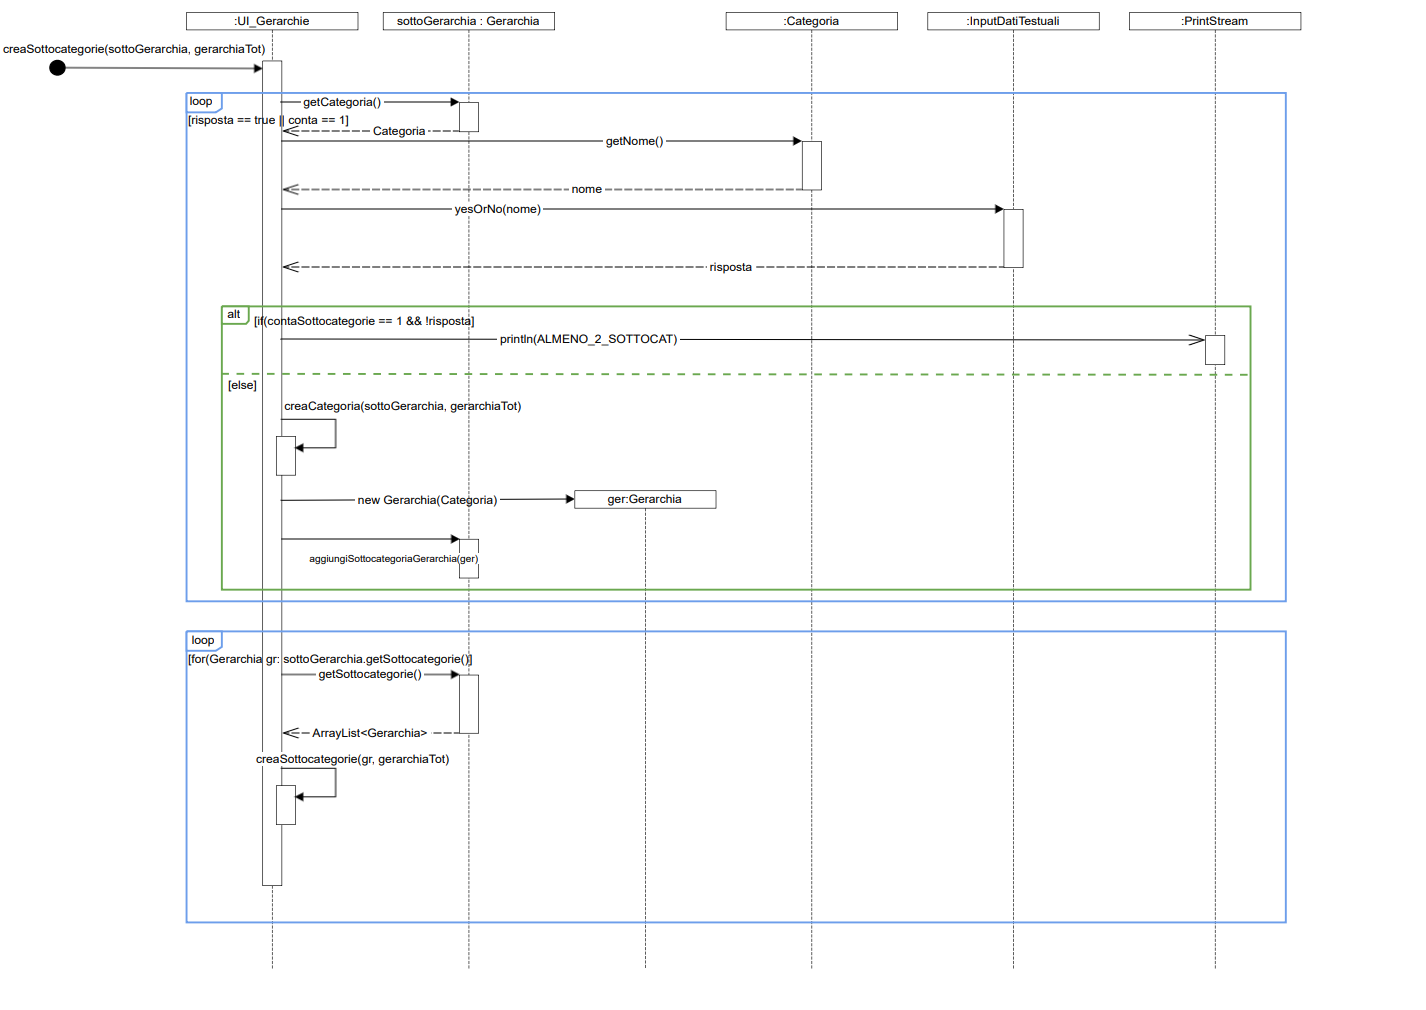 :UI_Gerarchie
sottoGerarchia : Gerarchia
:Categoria
:InputDatiTestuali
:PrintStream
creaSottocategorie(sottoGerarchia, gerarchiaTot)
loop
getCategoria()
[risposta == true || conta == 1]
Categoria
getNome()
nome
yesOrNo(nome)
risposta
alt
[if(contaSottocategorie == 1 && !risposta]
println(ALMENO_2_SOTTOCAT)
[else]
creaCategoria(sottoGerarchia, gerarchiaTot)
new Gerarchia(Categoria)
ger:Gerarchia
aggiungiSottocategoriaGerarchia(ger)
loop
[for(Gerarchia gr: sottoGerarchia.getSottocategorie()]
getSottocategorie()
ArrayList<Gerarchia>
creaSottocategorie(gr, gerarchiaTot)